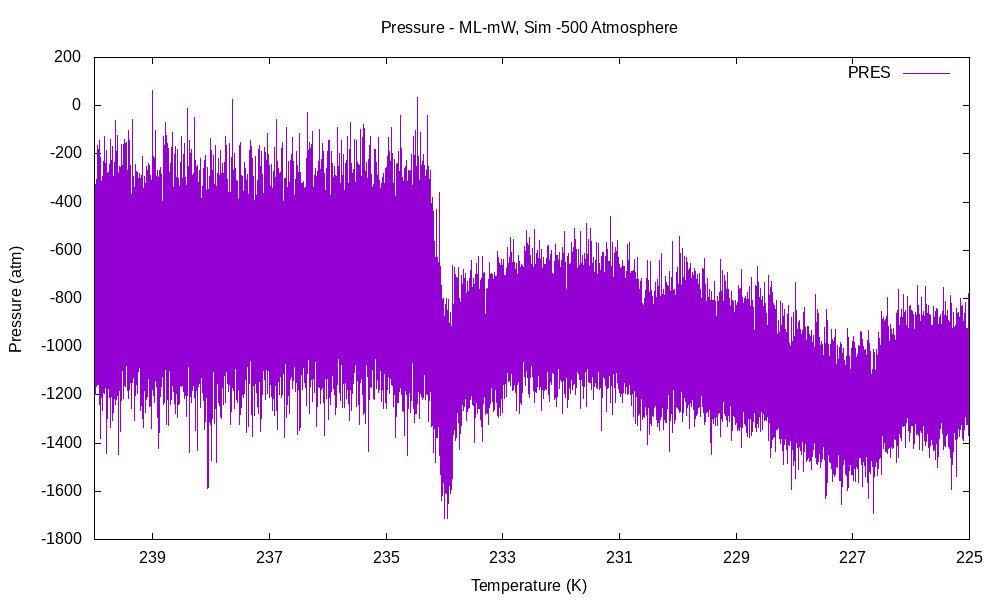 Pressure - ML-mW, Sim -500 Atmosphere
PRES
200
0
-200
-400
-600
-800
-1000
-1200
-1400
-1600
-1800
Pressure (atm)
239 237 235 233 231 229 227 225
Temperature (K)